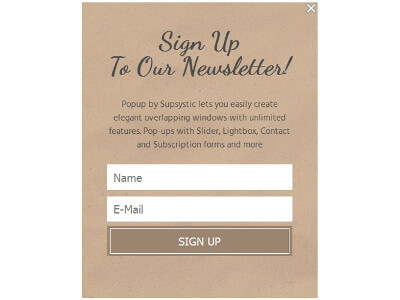 Sign Up
To Our Newsletter!
Popup by Supsystic lets you easily create
elegant overlapping windows with unlimited
features. Pop-ups with Slider, Lightbox, Contact
and Subscription forms and more
Name
E-Mail
SIGN UP